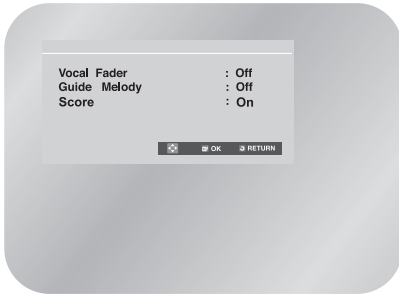 Vocal Fader : Off
Guide Melody : Off
Score : On
OK RETURN